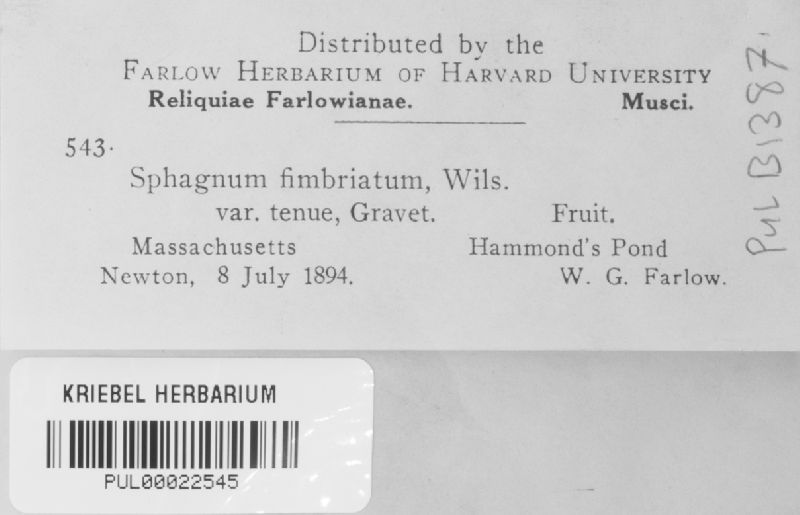 Distributed by the
FARLOW HERBARIUM OF HARVARD UNIVERSITY
Reliquiae Farlowianae. Musci.
543.
Sphagnum fimbriatum, Wils.
var. tenue, Gravet. Fruit.
Massachusetts Hammond's Pond
Newton, 8 July 1894. W. G. Farlow.
PUL B1387.
KRIEBEL HERBARIUM
PUL00022545